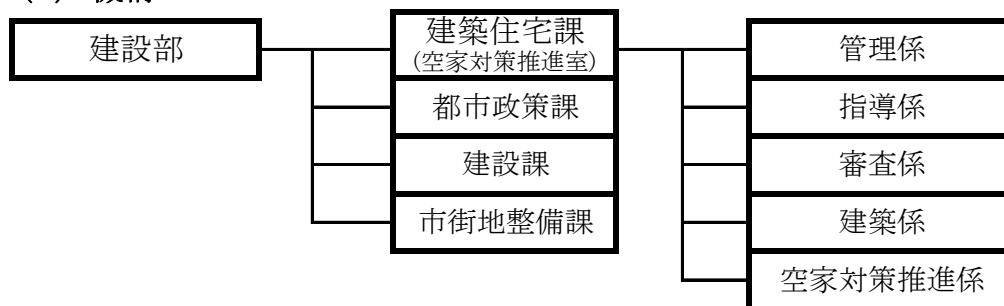 建設部
建築住宅課
(空家対策推進室)
都市政策課
建設課
市街地整備課
管理係
指導係
審査係
建築係
空家対策推進係